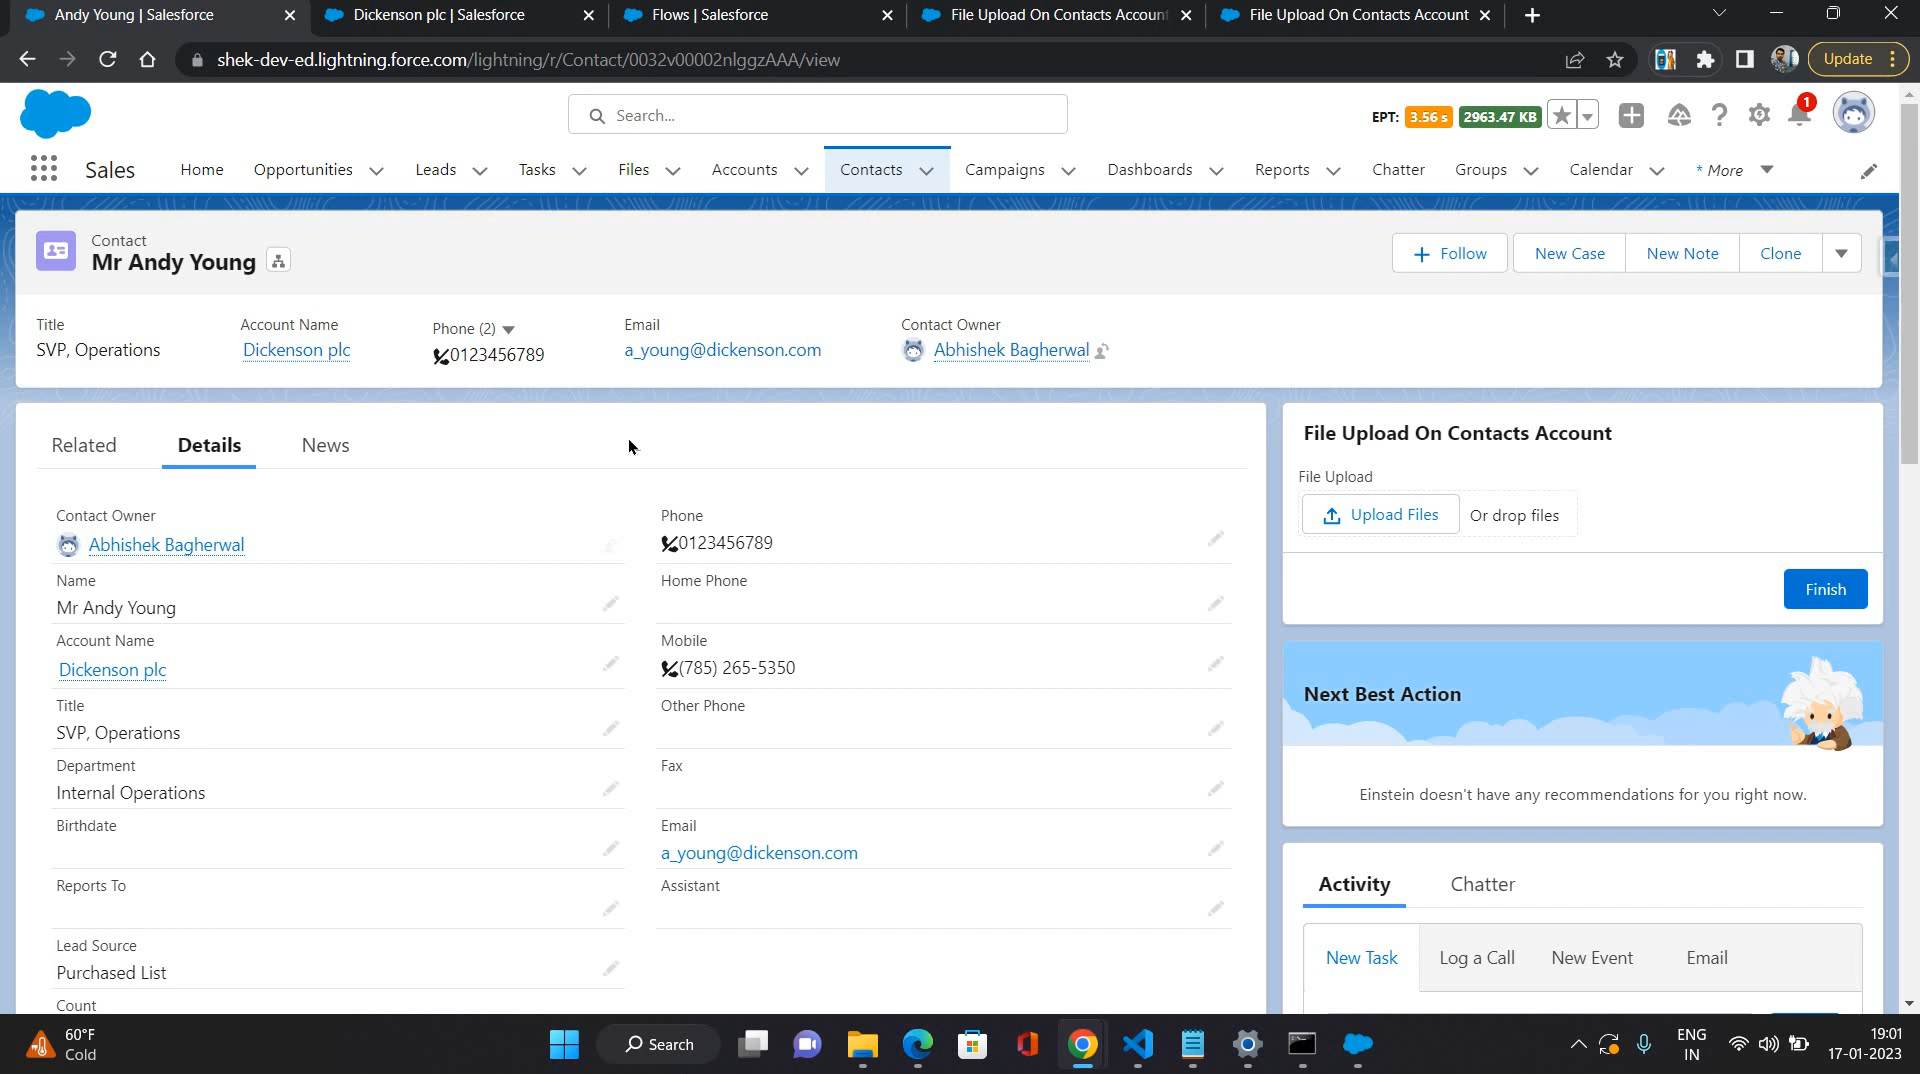 Andy Young | Salesforce
Dickenson plc | Salesforce
Flows | Salesforce
File Upload On Contacts Account
File Upload On Contacts Account
shek-dev-ed.lightning.force.com/lightning/r/Contact/0032v00002nlggzAAA/view
Update
Search...
EPT: 3.56 s 2963.47 KB
1
Sales
Home
Opportunities
Leads
Tasks
Files
Accounts
Contacts
Campaigns
Dashboards
Reports
Chatter
Groups
Calendar
* More
Contact
Mr Andy Young
Follow
New Case
New Note
Clone
Title
SVP, Operations
Account Name
Dickenson plc
Phone (2)
0123456789
Email
a_young@dickenson.com
Contact Owner
Abhishek Bagherwal
Related
Details
News
Contact Owner
Abhishek Bagherwal
Name
Mr Andy Young
Account Name
Dickenson plc
Title
SVP, Operations
Department
Internal Operations
Birthdate
Reports To
Lead Source
Purchased List
Count
Phone
0123456789
Home Phone
Mobile
(785) 265-5350
Other Phone
Fax
Email
a_young@dickenson.com
Assistant
File Upload On Contacts Account
File Upload
Upload Files
Or drop files
Finish
Next Best Action
Einstein doesn't have any recommendations for you right now.
Activity
Chatter
New Task
Log a Call
New Event
Email
60°F
Cold
Search
ENG
IN
19:01
17-01-2023